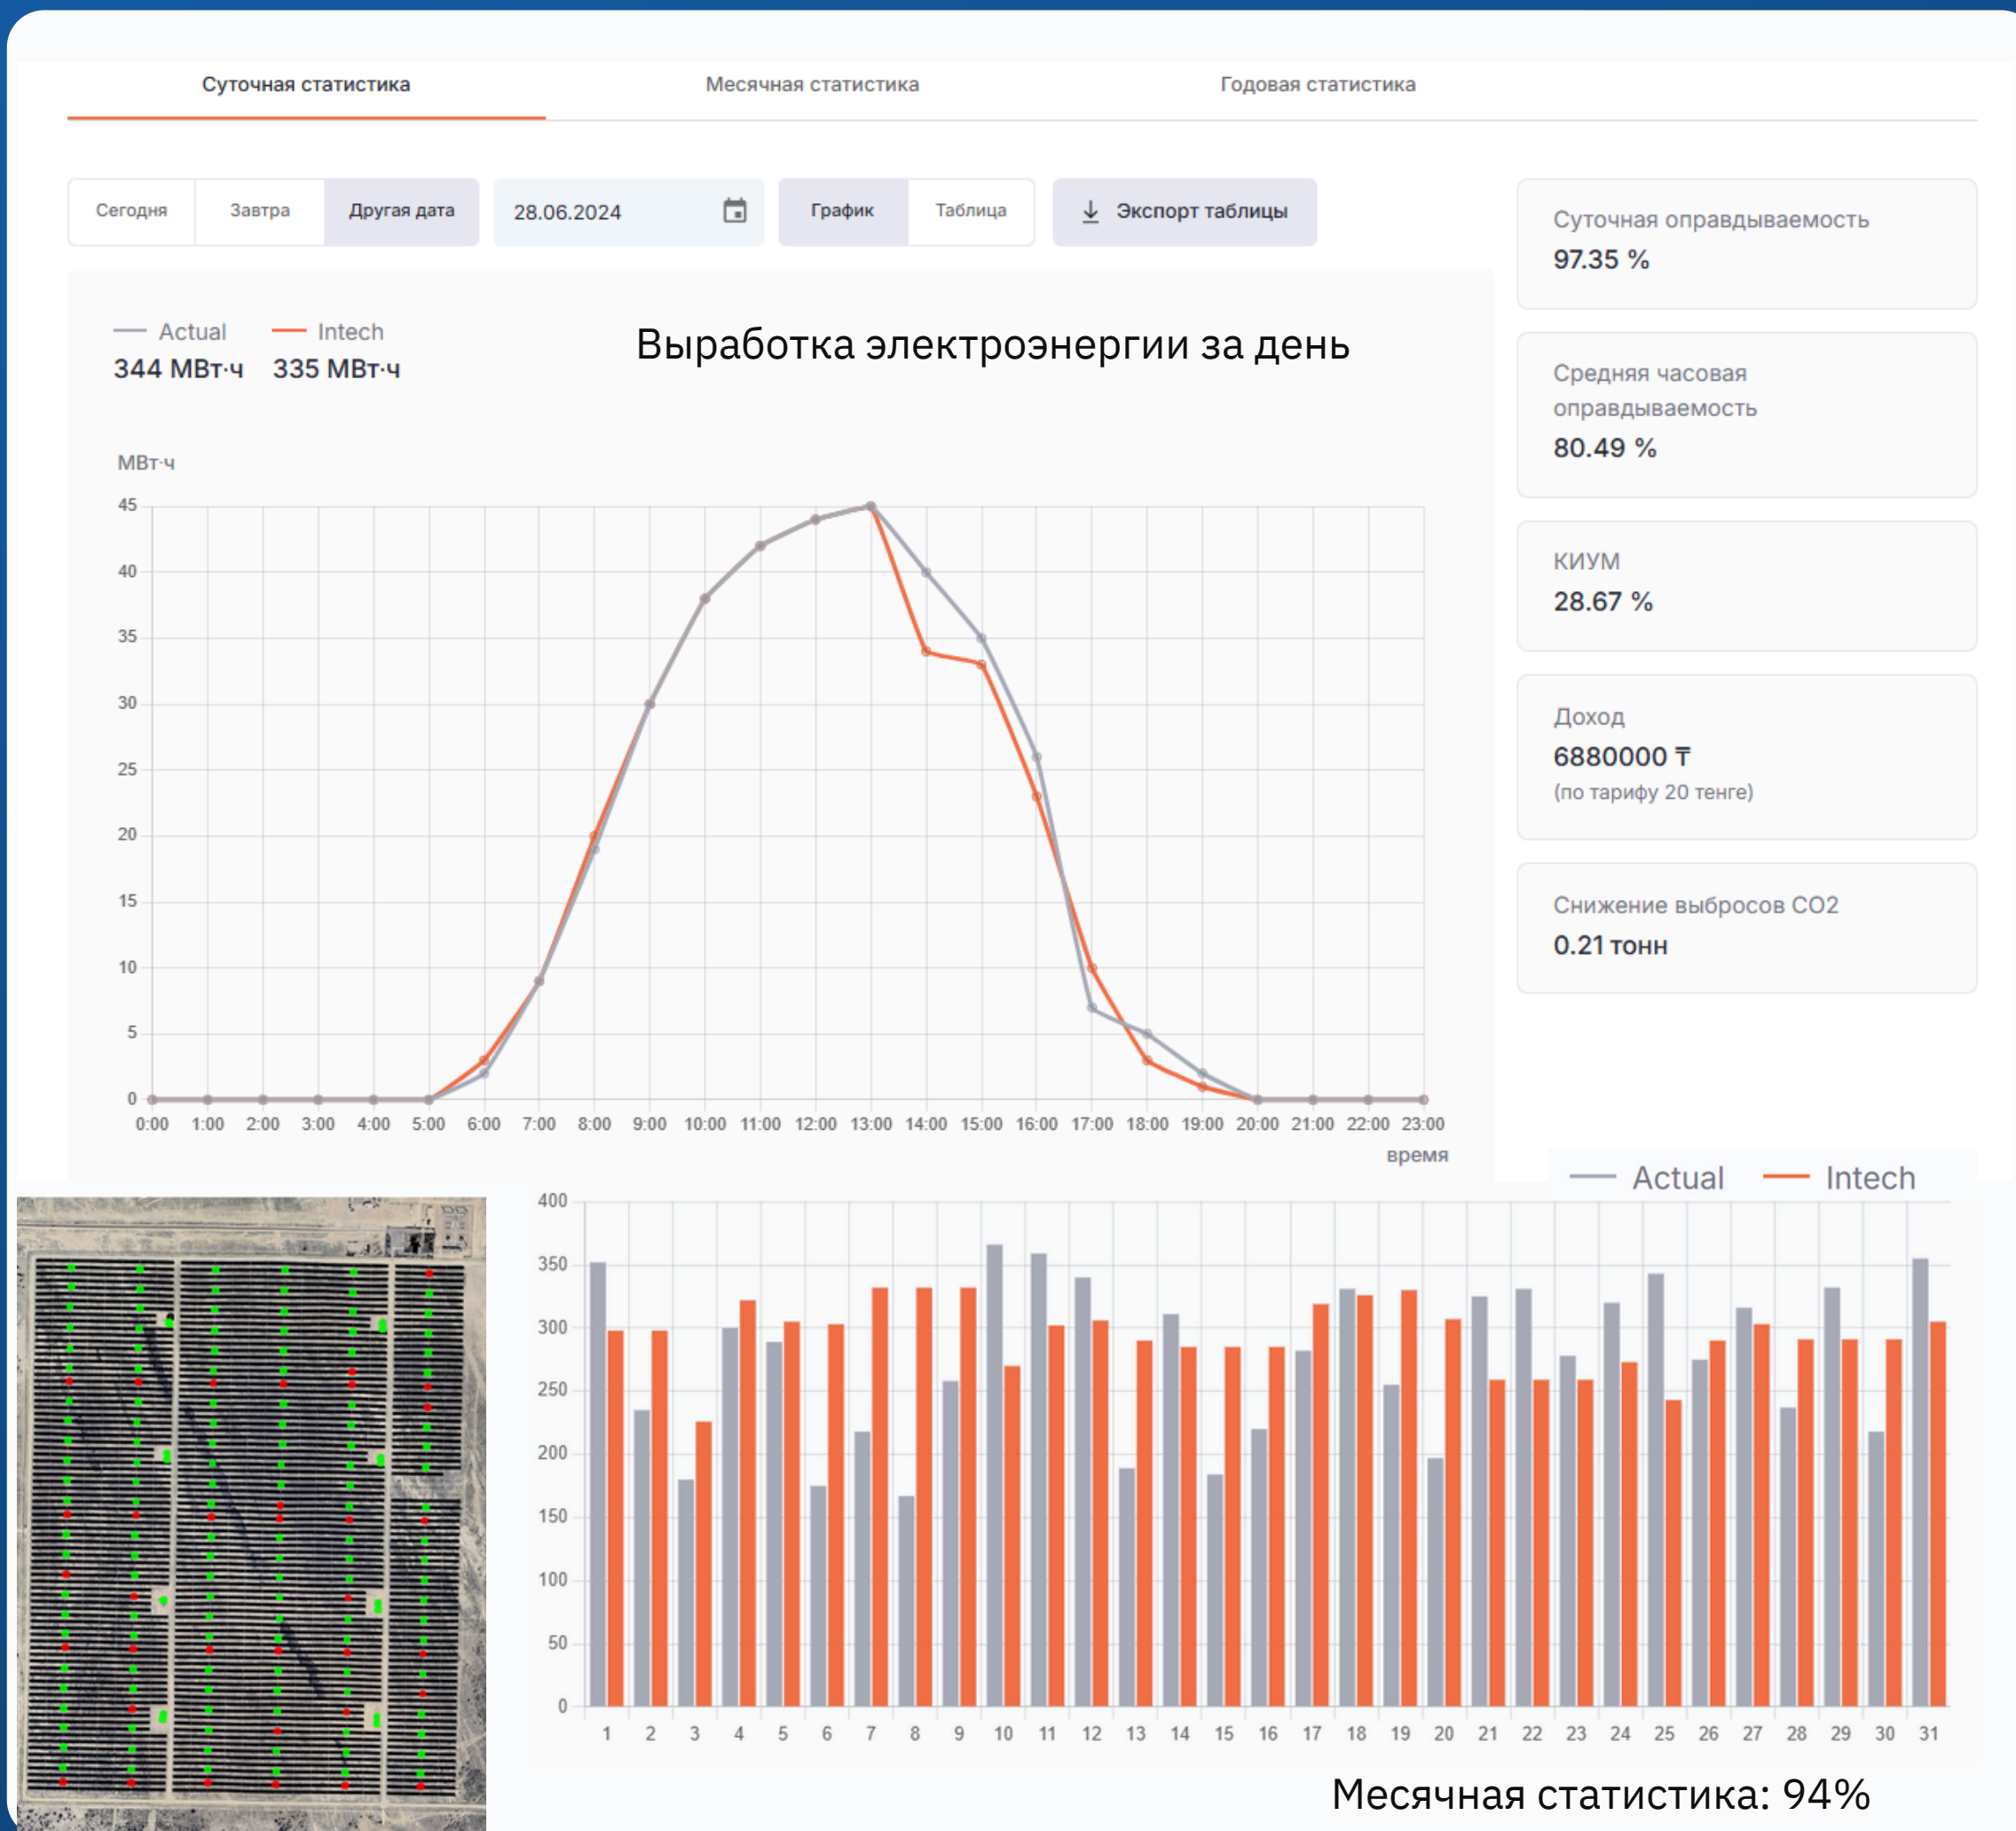 Суточная статистика Месячная статистика Годовая статистика
Сегодня Завтра Другая дата 28.06.2024 График Таблица Экспорт таблицы
Actual Intech
344 МВт·ч 335 МВт·ч
Выработка электроэнергии за день
МВт·ч
45
40
35
30
25
20
15
10
5
0
0:00 1:00 2:00 3:00 4:00 5:00 6:00 7:00 8:00 9:00 10:00 11:00 12:00 13:00 14:00 15:00 16:00 17:00 18:00 19:00 20:00 21:00 22:00 23:00
время
Суточная оправдываемость
97.35 %
Средняя часовая
оправдываемость
80.49 %
КИУМ
28.67 %
Доход
6880000 ₸
(по тарифу 20 тенге)
Снижение выбросов СО2
0.21 тонн
Actual Intech
400
350
300
250
200
150
100
50
0
1 2 3 4 5 6 7 8 9 10 11 12 13 14 15 16 17 18 19 20 21 22 23 24 25 26 27 28 29 30 31
Месячная статистика: 94%